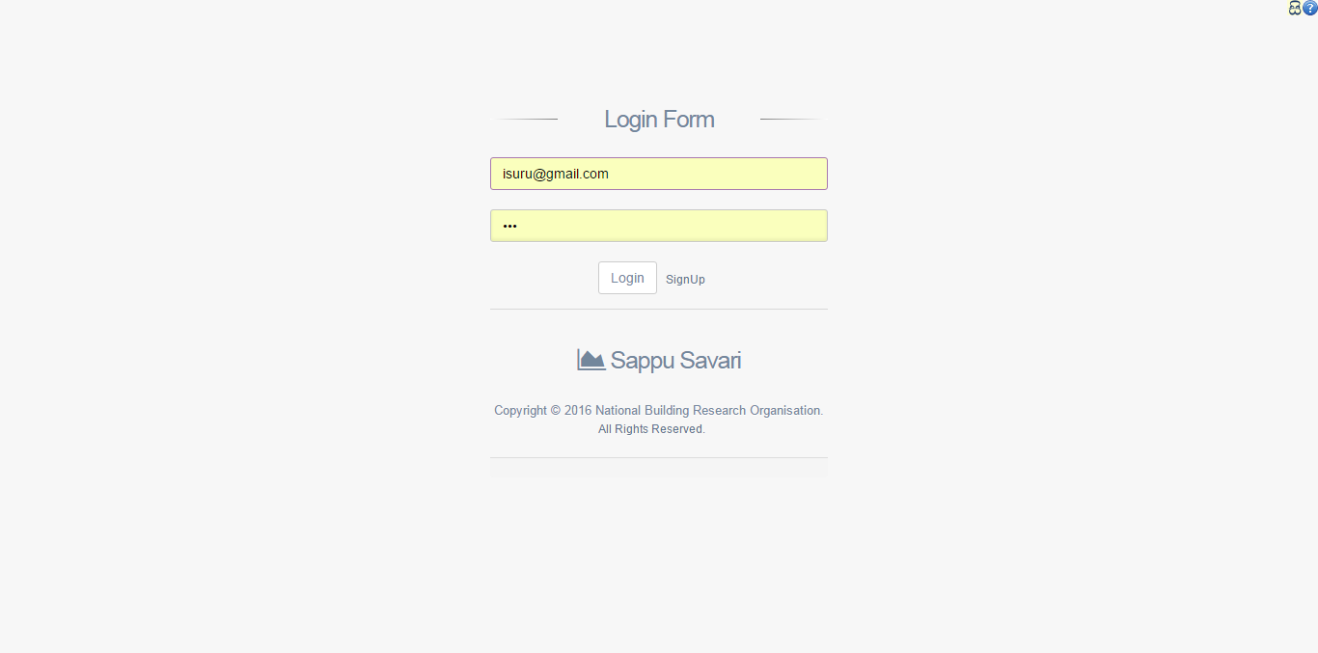 Login Form
isuru@gmail.com
•••
Login SignUp
Sappu Savari
Copyright © 2016 National Building Research Organisation.
All Rights Reserved.